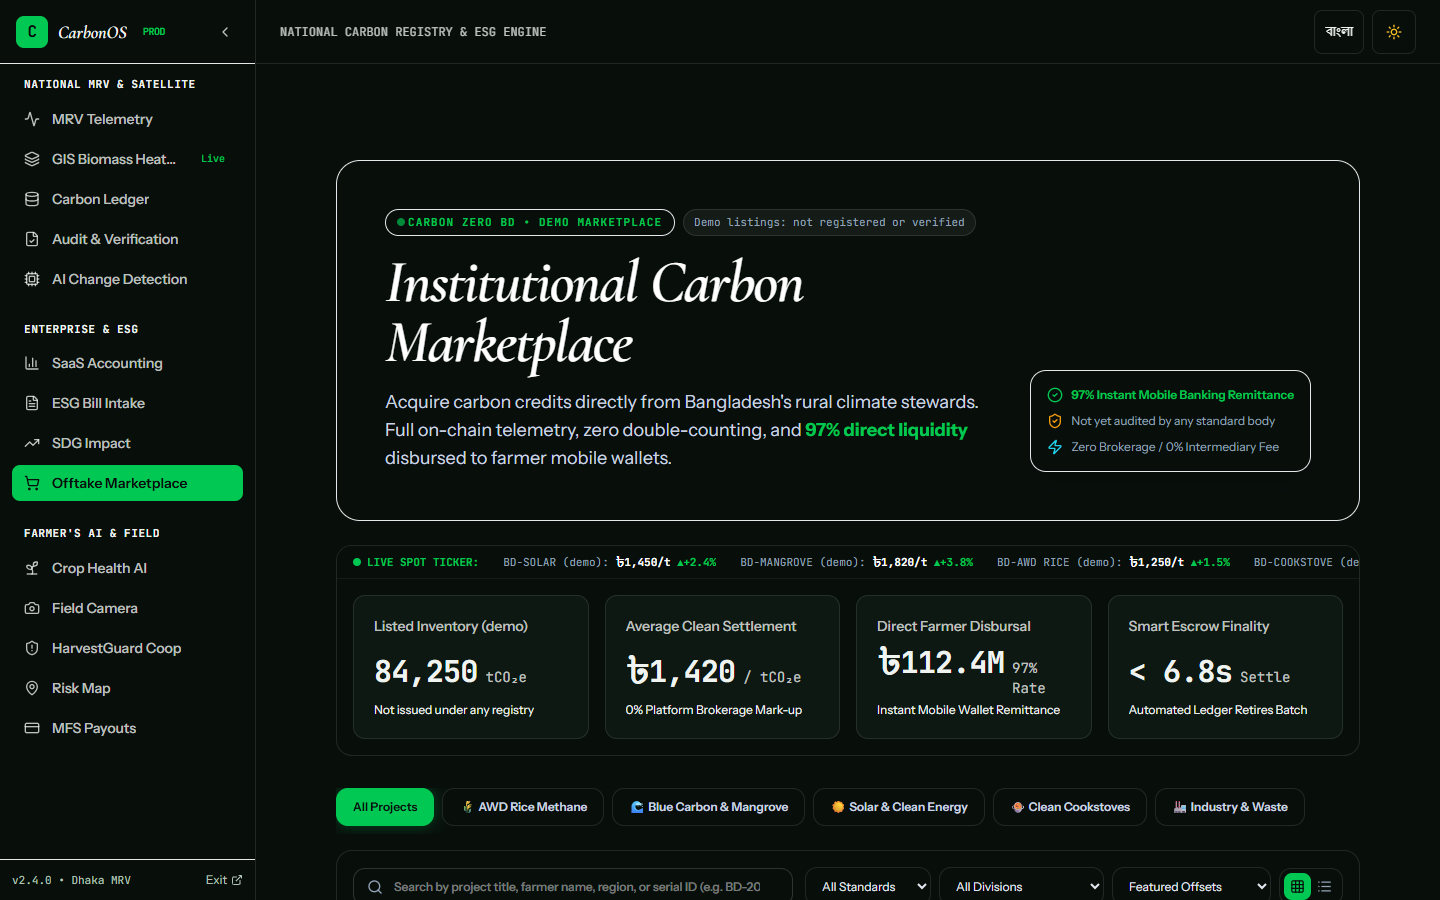 C CarbonOS PROD
NATIONAL MRV & SATELLITE
MRV Telemetry
GIS Biomass Heat... Live
Carbon Ledger
Audit & Verification
AI Change Detection
ENTERPRISE & ESG
SaaS Accounting
ESG Bill Intake
SDG Impact
Offtake Marketplace
FARMER'S AI & FIELD
Crop Health AI
Field Camera
HarvestGuard Coop
Risk Map
MFS Payouts
v2.4.0 • Dhaka MRV Exit
NATIONAL CARBON REGISTRY & ESG ENGINE
বাংলা
CARBON ZERO BD • DEMO MARKETPLACE
Demo listings: not registered or verified
Institutional Carbon
Marketplace
Acquire carbon credits directly from Bangladesh's rural climate stewards.
Full on-chain telemetry, zero double-counting, and 97% direct liquidity
disbursed to farmer mobile wallets.
97% Instant Mobile Banking Remittance
Not yet audited by any standard body
Zero Brokerage / 0% Intermediary Fee
LIVE SPOT TICKER: BD-SOLAR (demo): ৳1,450/t ▲+2.4% BD-MANGROVE (demo): ৳1,820/t ▲+3.8% BD-AWD RICE (demo): ৳1,250/t ▲+1.5% BD-COOKSTOVE (de
Listed Inventory (demo)
84,250 tCO₂e
Not issued under any registry
Average Clean Settlement
৳1,420 / tCO₂e
0% Platform Brokerage Mark-up
Direct Farmer Disbursal
৳112.4M 97%
Rate
Instant Mobile Wallet Remittance
Smart Escrow Finality
< 6.8s Settle
Automated Ledger Retires Batch
All Projects
AWD Rice Methane
Blue Carbon & Mangrove
Solar & Clean Energy
Clean Cookstoves
Industry & Waste
Search by project title, farmer name, region, or serial ID (e.g. BD-20
All Standards
All Divisions
Featured Offsets